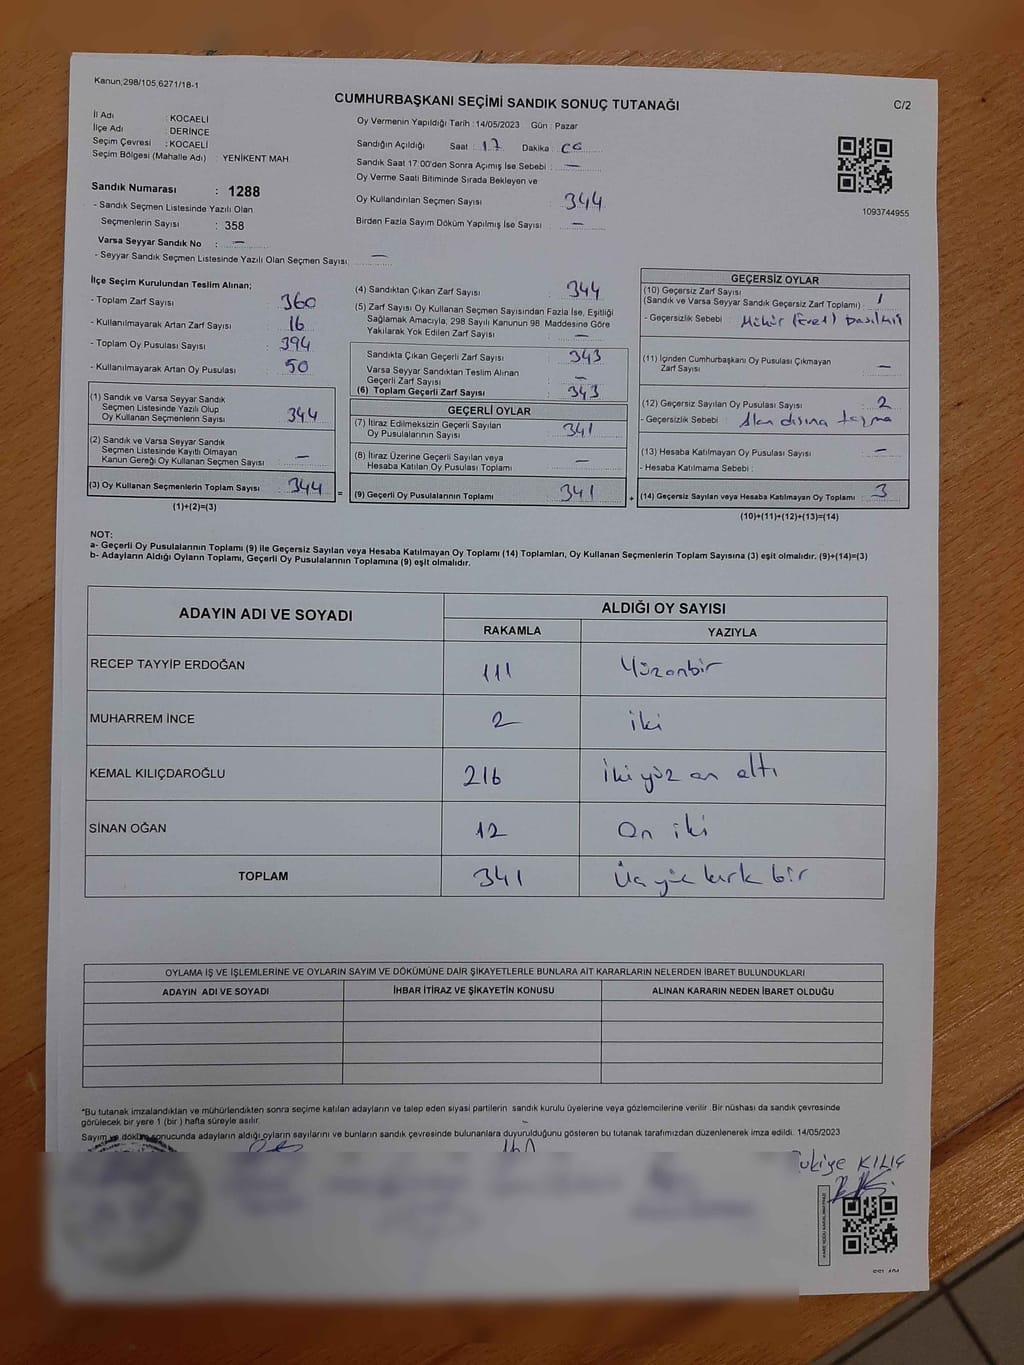 Kanun,298/105,6271/18-1
CUMHURBAŞKANI SEÇİMİ SANDIK SONUÇ TUTANAĞI
C/2
İl Adı : KOCAELİ
İlçe Adı : DERİNCE
Seçim Çevresi : KOCAELİ
Seçim Bölgesi (Mahalle Adı) : YENİKENT MAH.
Sandık Numarası : 1288
- Sandık Seçmen Listesinde Yazılı Olan
Seçmenlerin Sayısı : 358
Varsa Seyyar Sandık No : —
- Seyyar Sandık Seçmen Listesinde Yazılı Olan Seçmen Sayısı: —
Oy Vermenin Yapıldığı Tarih : 14/05/2023 Gün : Pazar
Sandığın Açıldığı Saat : 17 Dakika : 00
Sandık Saat 17:00'den Sonra Açımış İse Sebebi : —
Oy Verme Saati Bitiminde Sırada Bekleyen ve
Oy Kullandırılan Seçmen Sayısı : 344
Birden Fazla Sayım Döküm Yapılmış İse Sayısı : —
1093744955
İlçe Seçim Kurulundan Teslim Alınan;
- Toplam Zarf Sayısı : 360
- Kullanılmayarak Artan Zarf Sayısı : 16
- Toplam Oy Pusulası Sayısı : 394
- Kullanılmayarak Artan Oy Pusulası : 50
(1) Sandık ve Varsa Seyyar Sandık
Seçmen Listesinde Yazılı Olup
Oy Kullanan Seçmenlerin Sayısı : 344
(2) Sandık ve Varsa Seyyar Sandık
Seçmen Listesinde Kayıtlı Olmayan
Kanun Gereği Oy Kullanan Seçmen Sayısı : —
(3) Oy Kullanan Seçmenlerin Toplam Sayısı : 344
(1)+(2)=(3)
(4) Sandıktan Çıkan Zarf Sayısı : 344
(5) Zarf Sayısı Oy Kullanan Seçmen Sayısından Fazla İse, Eşitliği
Sağlamak Amacıyla, 298 Sayılı Kanunun 98. Maddesine Göre
Yakılarak Yok Edilen Zarf Sayısı : —
Sandıkta Çıkan Geçerli Zarf Sayısı : 343
Varsa Seyyar Sandıktan Teslim Alınan
Geçerli Zarf Sayısı : —
(6) Toplam Geçerli Zarf Sayısı : 343
GEÇERLİ OYLAR
(7) İtiraz Edilmeksizin Geçerli Sayılan
Oy Pusulalarının Sayısı : 341
(8) İtiraz Üzerine Geçerli Sayılan veya
Hesaba Katılan Oy Pusulası Toplamı : —
= (9) Geçerli Oy Pusulalarının Toplamı : 341
GEÇERSİZ OYLAR
(10) Geçersiz Zarf Sayısı
(Sandık ve Varsa Seyyar Sandık Geçersiz Zarf Toplamı) : 1
- Geçersizlik Sebebi : Mühür (Evet)
(11) İçinden Cumhurbaşkanı Oy Pusulası Çıkmayan
Zarf Sayısı : —
(12) Geçersiz Sayılan Oy Pusulası Sayısı : 2
- Geçersizlik Sebebi : Alan dışına taşma
(13) Hesaba Katılmayan Oy Pusulası Sayısı : —
- Hesaba Katılmama Sebebi :
+ (14) Geçersiz Sayılan veya Hesaba Katılmayan Oy Toplamı : 3
(10)+(11)+(12)+(13)=(14)
NOT:
a- Geçerli Oy Pusulalarının Toplamı (9) ile Geçersiz Sayılan veya Hesaba Katılmayan Oy Toplamı (14) Toplamları, Oy Kullanan Seçmenlerin Toplam Sayısına (3) eşit olmalıdır. (9)+(14)=(3)
b- Adayların Aldığı Oyların Toplamı, Geçerli Oy Pusulalarının Toplamına (9) eşit olmalıdır.
ADAYIN ADI VE SOYADI
ALDIĞI OY SAYISI
RAKAMLA YAZIYLA
RECEP TAYYİP ERDOĞAN 111 Yüzonbir
MUHARREM İNCE 2 iki
KEMAL KILIÇDAROĞLU 216 İki yüz on altı
SİNAN OĞAN 12 On iki
TOPLAM 341 Üç yüz kırk bir
OYLAMA İŞ VE İŞLEMLERİNE VE OYLARIN SAYIM VE DÖKÜMÜNE DAİR ŞİKAYETLERLE BUNLARA AİT KARARLARIN NELERDEN İBARET BULUNDUKLARI
ADAYIN ADI VE SOYADI İHBAR İTİRAZ VE ŞİKAYETİN KONUSU ALINAN KARARIN NEDEN İBARET OLDUĞU
*Bu tutanak imzalandıktan ve mühürlendikten sonra seçime katılan adayların ve talep eden siyasi partilerin sandık kurulu üyelerine veya gözlemcilerine verilir. Bir nüshası da sandık çevresinde
görülecek bir yere 1 (bir ) hafta süreyle asılır.
Sayım ve döküm sonucunda adayların aldığı oyların sayılarını ve bunların sandık çevresinde bulunanlara duyurulduğunu gösteren bu tutanak tarafımızdan düzenlenerek imza edildi. 14/05/2023
KILIÇ